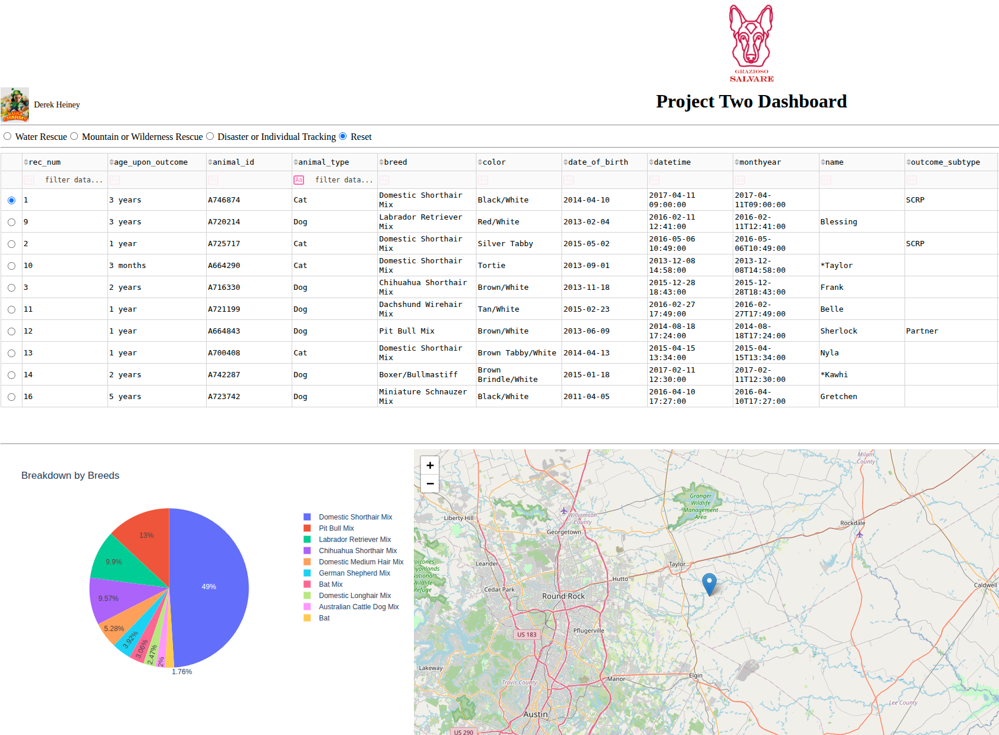 GRAZIOSO
SALVARE
LOKI
CHARMS
Derek Heiney
Project Two Dashboard
Water Rescue Mountain or Wilderness Rescue Disaster or Individual Tracking Reset
rec_num age_upon_outcome animal_id animal_type breed color date_of_birth datetime monthyear name outcome_subtype
Aa filter data... Aa Aa Aa filter data... Aa Aa Aa Aa Aa Aa Aa
1 3 years A746874 Cat Domestic Shorthair Mix Black/White 2014-04-10 2017-04-11 09:00:00 2017-04-11T09:00:00 SCRP
9 3 years A720214 Dog Labrador Retriever Mix Red/White 2013-02-04 2016-02-11 12:41:00 2016-02-11T12:41:00 Blessing
2 1 year A725717 Cat Domestic Shorthair Mix Silver Tabby 2015-05-02 2016-05-06 10:49:00 2016-05-06T10:49:00 SCRP
10 3 months A664290 Cat Domestic Shorthair Mix Tortie 2013-09-01 2013-12-08 14:58:00 2013-12-08T14:58:00 *Taylor
3 2 years A716330 Dog Chihuahua Shorthair Mix Brown/White 2013-11-18 2015-12-28 18:43:00 2015-12-28T18:43:00 Frank
11 1 year A721199 Dog Dachshund Wirehair Mix Tan/White 2015-02-23 2016-02-27 17:49:00 2016-02-27T17:49:00 Belle
12 1 year A664843 Dog Pit Bull Mix Brown/White 2013-06-09 2014-08-18 17:24:00 2014-08-18T17:24:00 Sherlock Partner
13 1 year A700408 Cat Domestic Shorthair Mix Brown Tabby/White 2014-04-13 2015-04-15 13:34:00 2015-04-15T13:34:00 Nyla
14 2 years A742287 Dog Boxer/Bullmastiff Brown Brindle/White 2015-01-18 2017-02-11 12:30:00 2017-02-11T12:30:00 *Kawhi
16 5 years A723742 Dog Miniature Schnauzer Mix Black/White 2011-04-05 2016-04-10 17:27:00 2016-04-10T17:27:00 Gretchen
Breakdown by Breeds
49%
13%
9.9%
9.57%
5.28%
3.92%
3.06%
2.47%
2%
1.76%
Domestic Shorthair Mix
Pit Bull Mix
Labrador Retriever Mix
Chihuahua Shorthair Mix
Domestic Medium Hair Mix
German Shepherd Mix
Bat Mix
Domestic Longhair Mix
Australian Cattle Dog Mix
Bat
+
−
Milam
County
Granger
Wildlife
Management
Area
Liberty Hill
Williamson
County
Georgetown
Rockdale
alcones
nyonlands
National
Wildlife
Refuge
Leander
Taylor
Hutto
Cedar Park
Round Rock
Caldwell
US 183
Pflugerville
Lakeway
Travis County
Manor
Elgin
Lee County
Austin
US 290